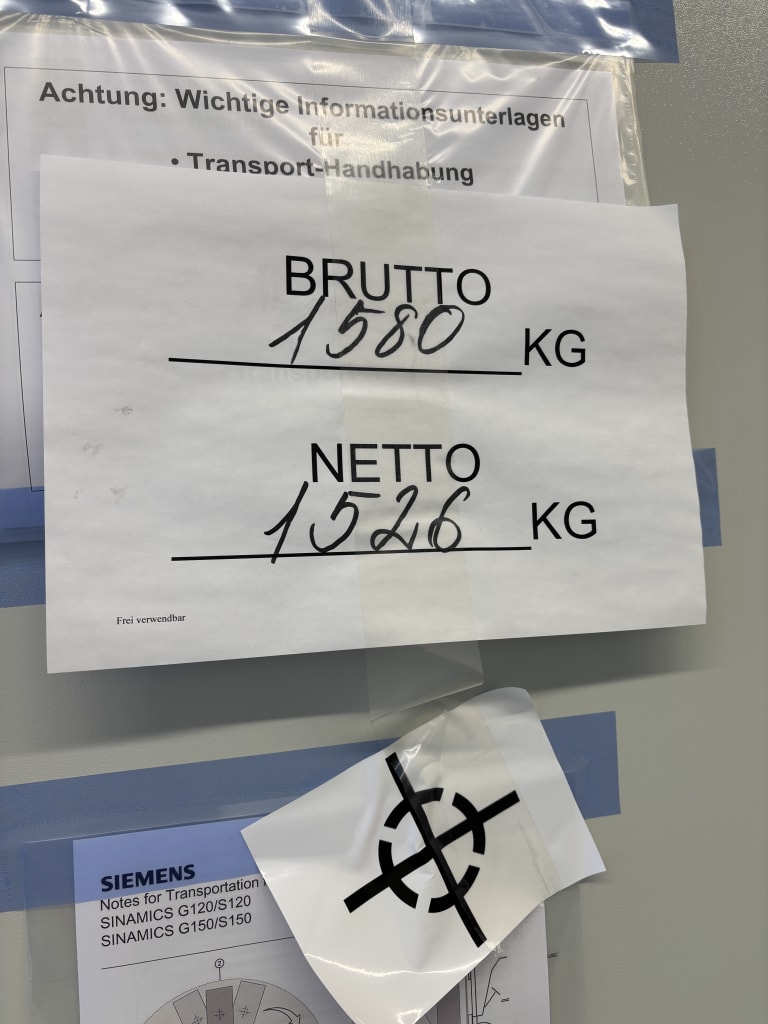 Achtung: Wichtige Informationsunterlagen
für
• Transport-Handhabung
BRUTTO
1580 KG
NETTO
1526 KG
Frei verwendbar
SIEMENS
Notes for Transportation
SINAMICS G120/S120
SINAMICS G150/S150
2